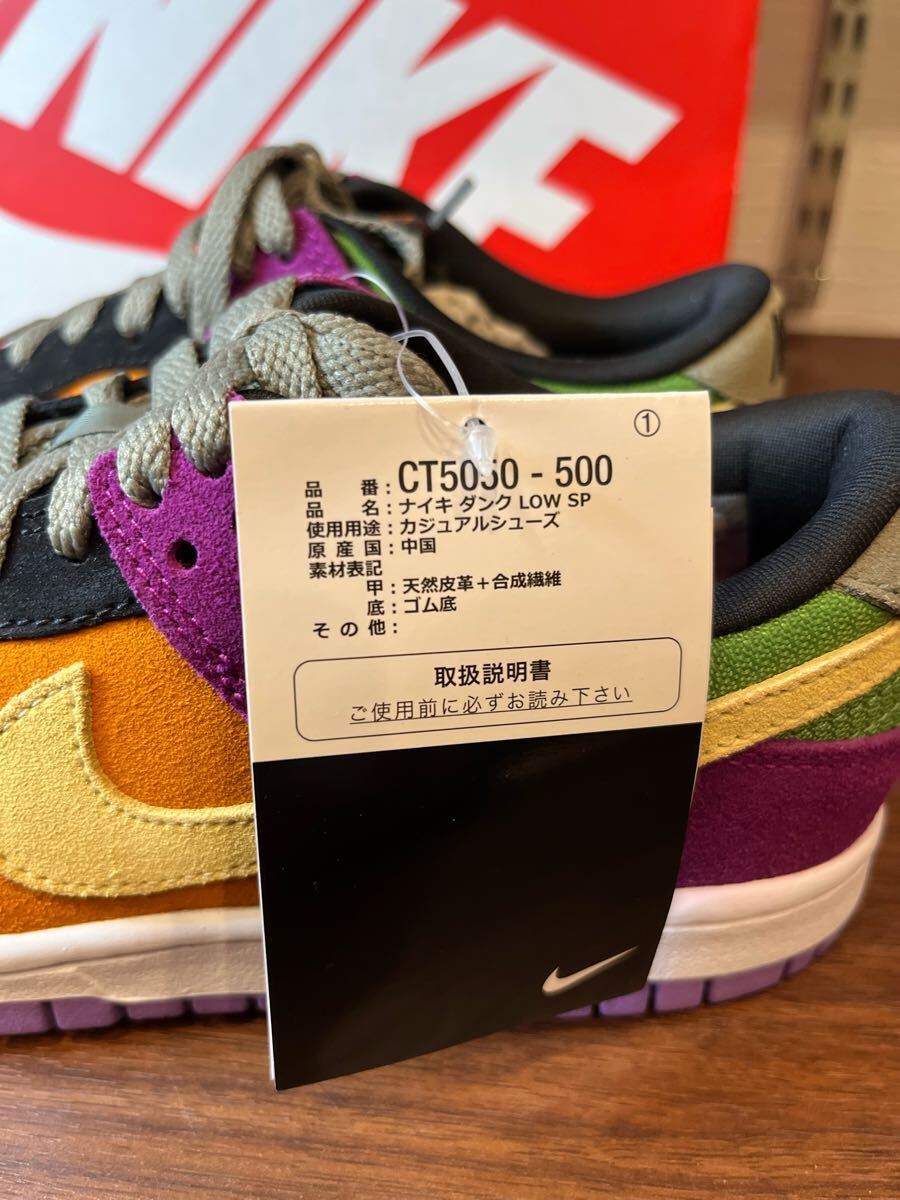 NIKE
①
品 番 : CT5050 - 500
品 名 : ナイキ ダンク LOW SP
使用用途 : カジュアルシューズ
原 産 国 : 中国
素材表記
甲 : 天然皮革＋合成繊維
底 : ゴム底
そ の 他 :
取扱説明書
ご使用前に必ずお読み下さい